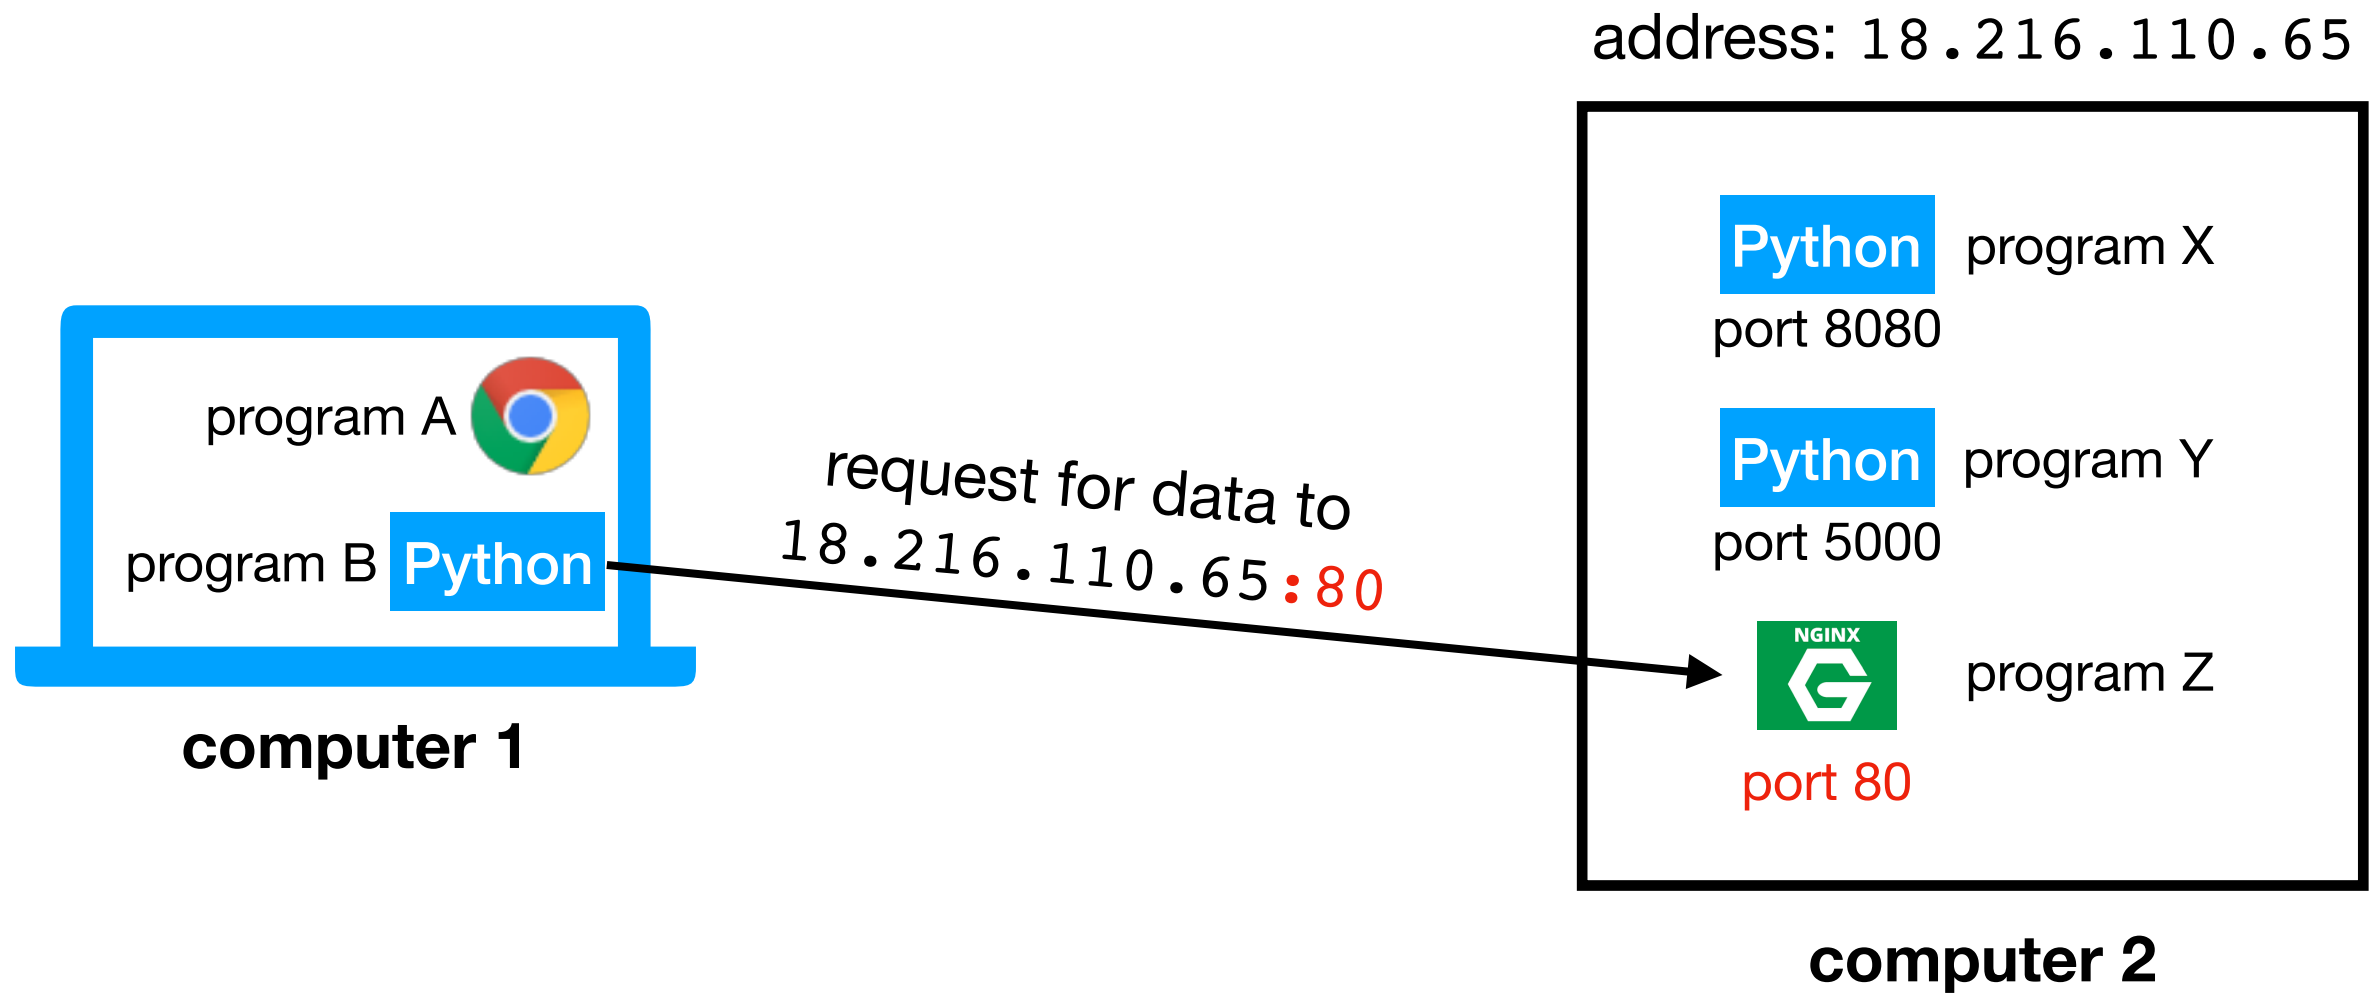 address: 18.216.110.65
Python program X
port 8080
program A
Python program Y
request for data to
18.216.110.65:80
port 5000
program B Python
NGINX
program Z
computer 1
port 80
computer 2